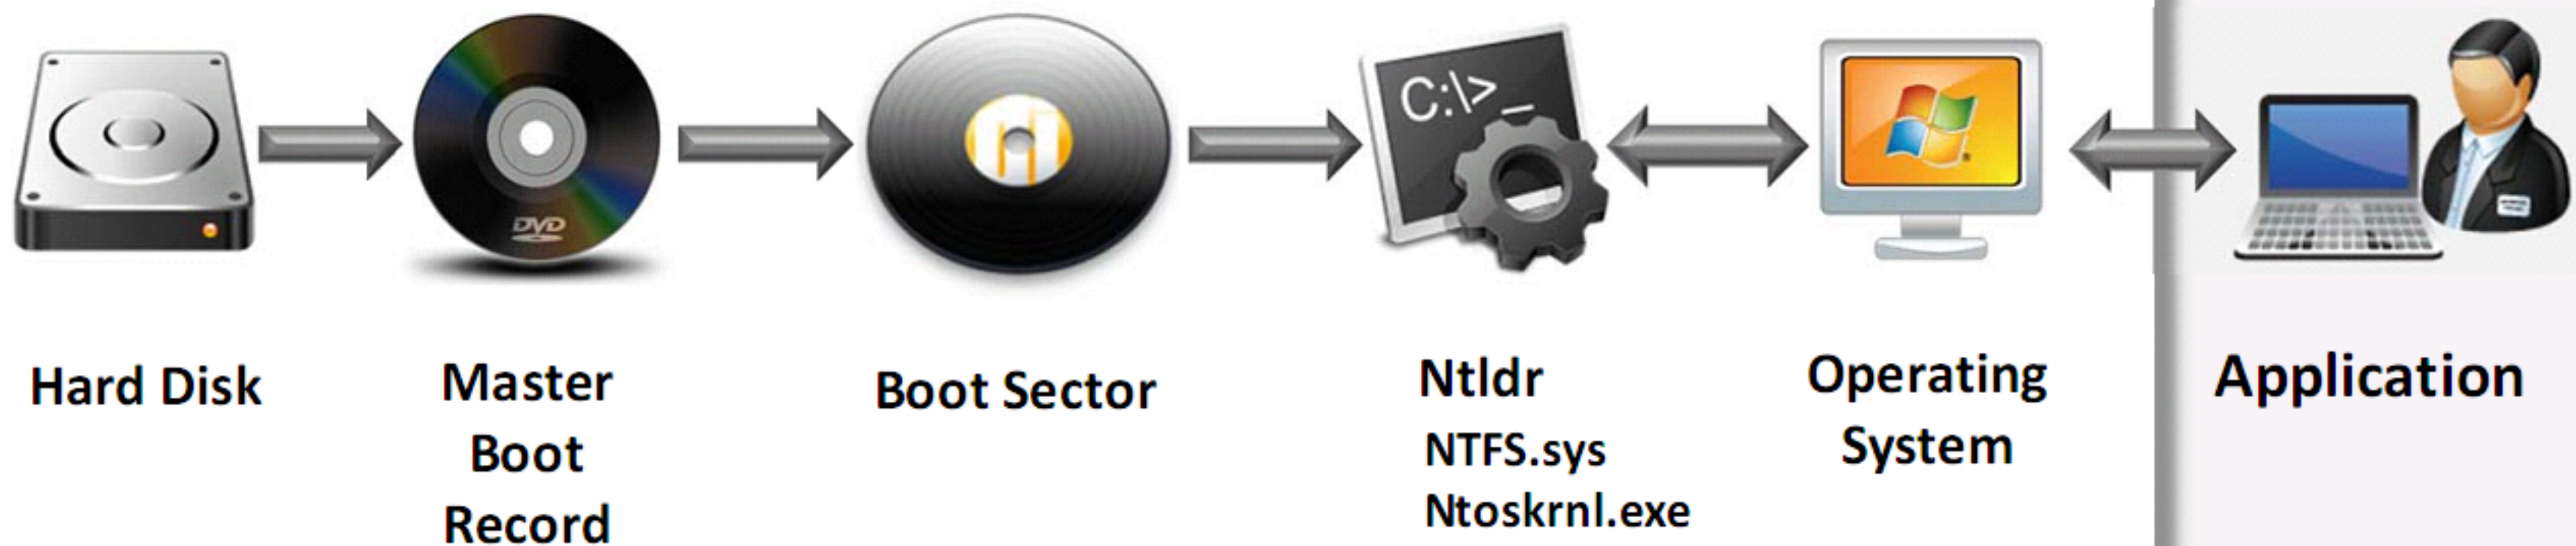 DVD
C:\>_
Hard Disk
Master
Boot
Record
Boot Sector
Ntldr
NTFS.sys
Ntoskrnl.exe
Operating
System
Application